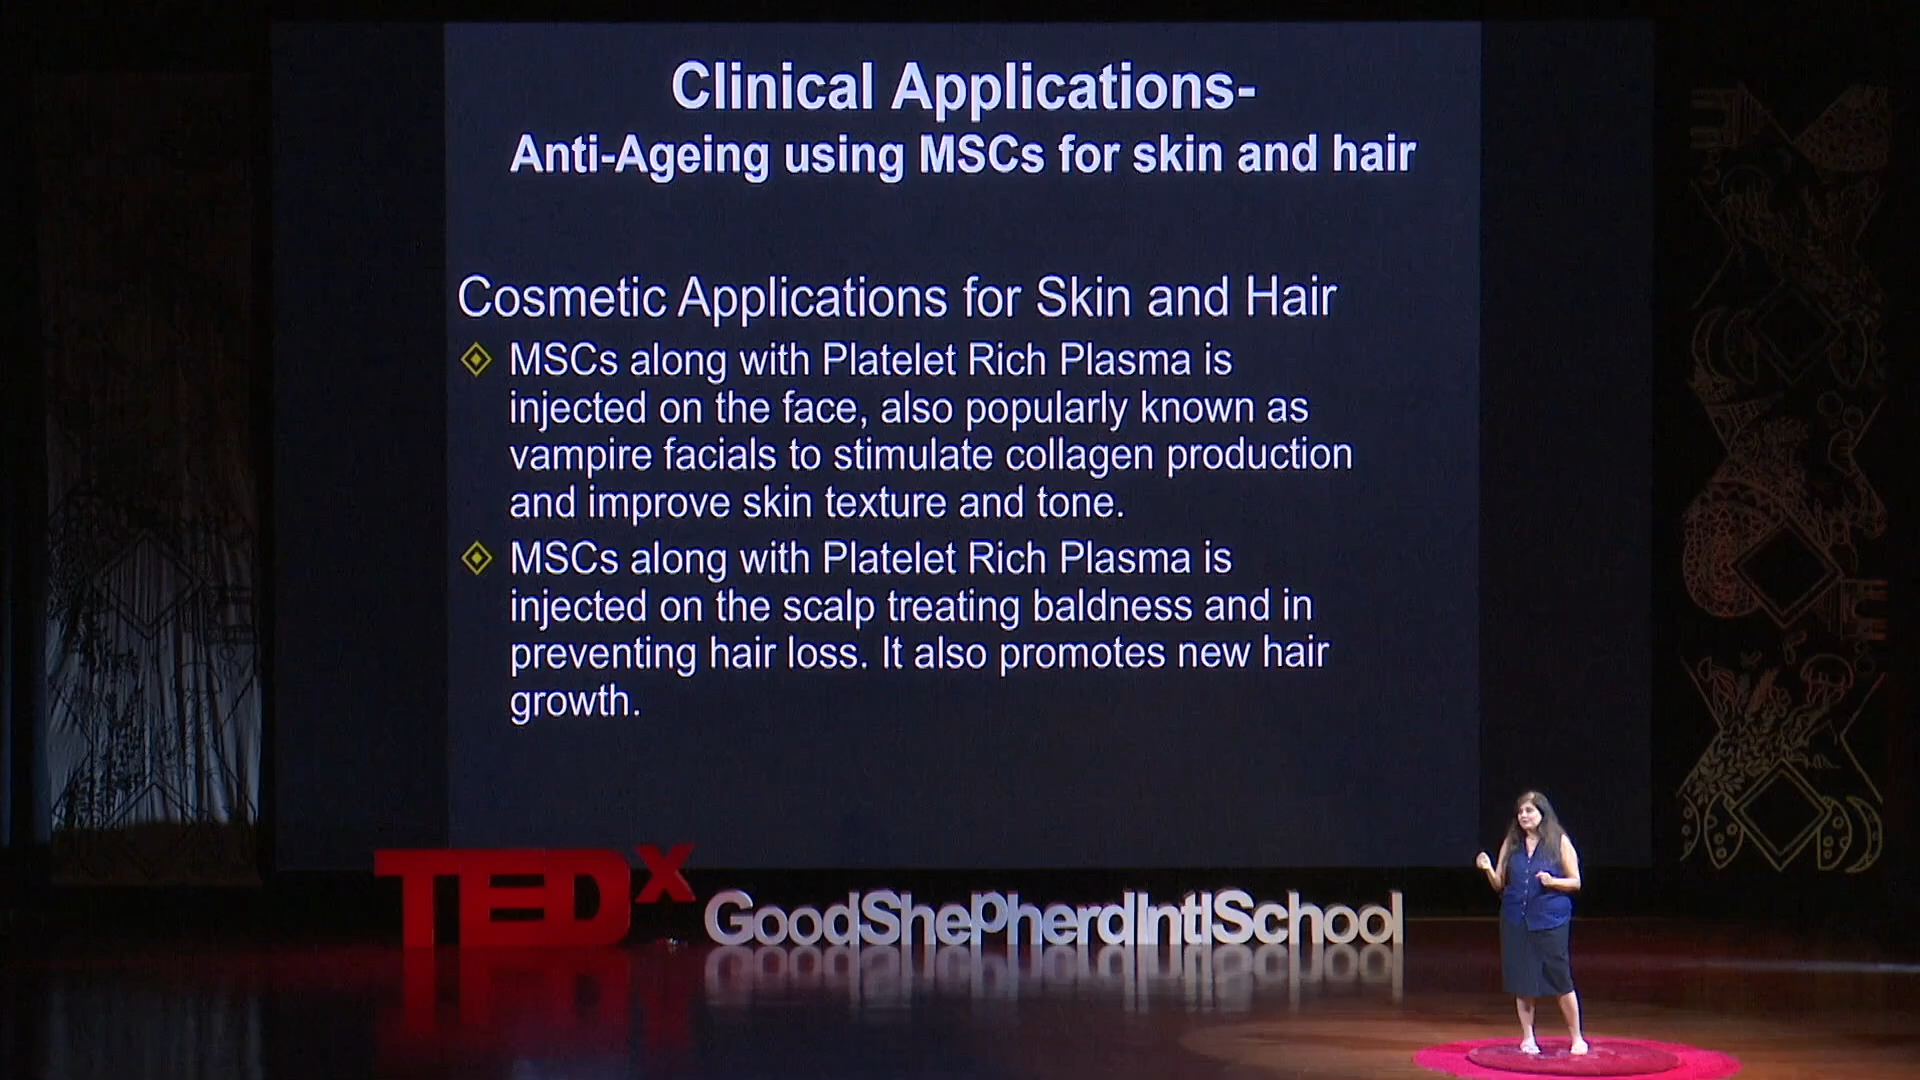 Clinical Applications-
Anti-Ageing using MSCs for skin and hair
Cosmetic Applications for Skin and Hair
MSCs along with Platelet Rich Plasma is
injected on the face, also popularly known as
vampire facials to stimulate collagen production
and improve skin texture and tone.
MSCs along with Platelet Rich Plasma is
injected on the scalp treating baldness and in
preventing hair loss. It also promotes new hair
growth.
TEDx
GoodShepherdIntlSchool